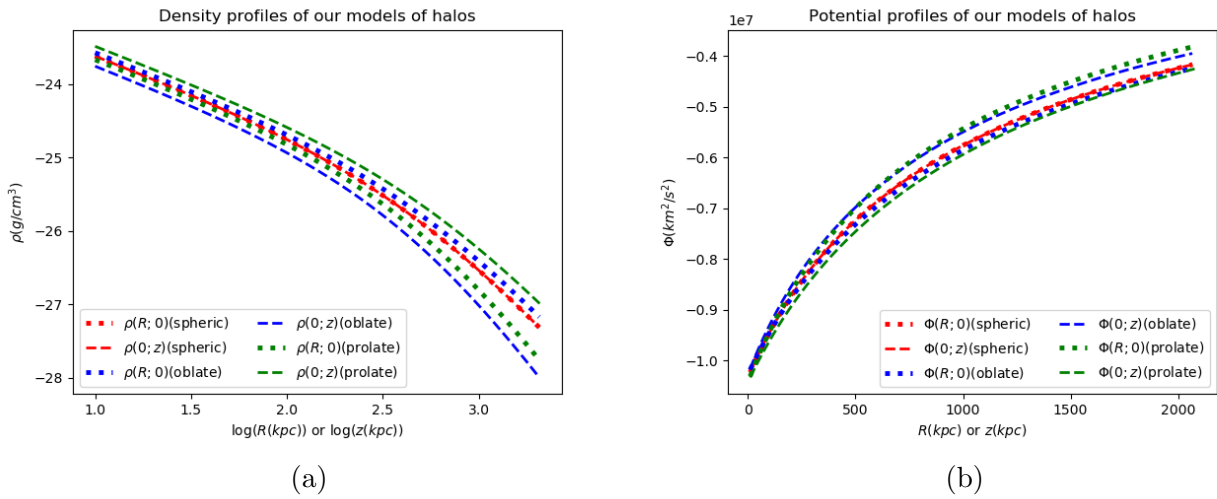 Density profiles of our models of halos
−24
−25
−26
−27
−28
ρ(g/cm³)
ρ(R; 0)(spheric)
ρ(0; z)(spheric)
ρ(R; 0)(oblate)
ρ(0; z)(oblate)
ρ(R; 0)(prolate)
ρ(0; z)(prolate)
1.0 1.5 2.0 2.5 3.0
log(R(kpc)) or log(z(kpc))
(a)
Potential profiles of our models of halos
1e7
−0.4
−0.5
−0.6
−0.7
−0.8
−0.9
−1.0
Φ(km²/s²)
Φ(R; 0)(spheric)
Φ(0; z)(spheric)
Φ(R; 0)(oblate)
Φ(0; z)(oblate)
Φ(R; 0)(prolate)
Φ(0; z)(prolate)
0 500 1000 1500 2000
R(kpc) or z(kpc)
(b)